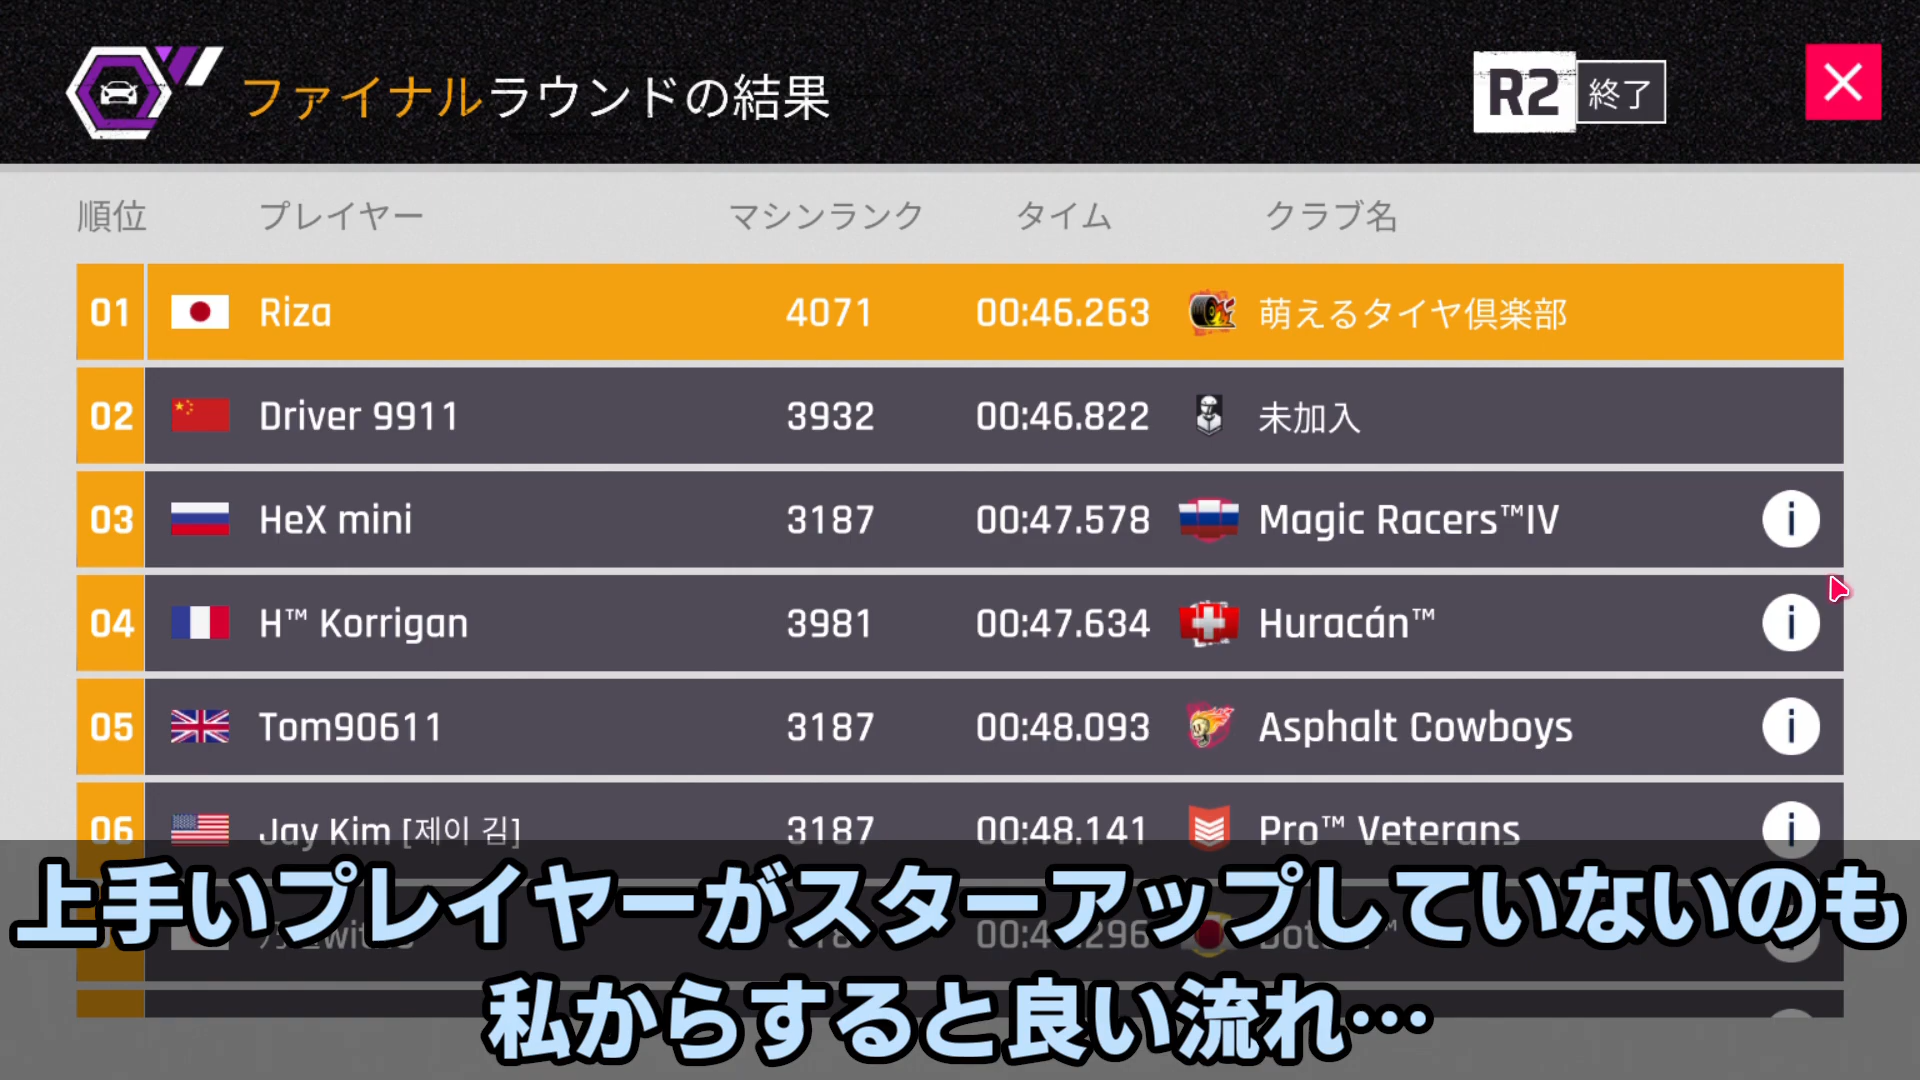 ファイナルラウンドの結果
R2 終了
順位 プレイヤー マシンランク タイム クラブ名
01 Riza 4071 00:46.263 萌えるタイヤ倶楽部
02 Driver 9911 3932 00:46.822 未加入
03 HeX mini 3187 00:47.578 Magic Racers™IV i
04 H™ Korrigan 3981 00:47.634 Huracán™ i
05 Tom90611 3187 00:48.093 Asphalt Cowboys i
06 Jay Kim [제이 김] 3187 00:48.141 Pro™ Veterans i
上手いプレイヤーがスターアップしていないのも
私からすると良い流れ…